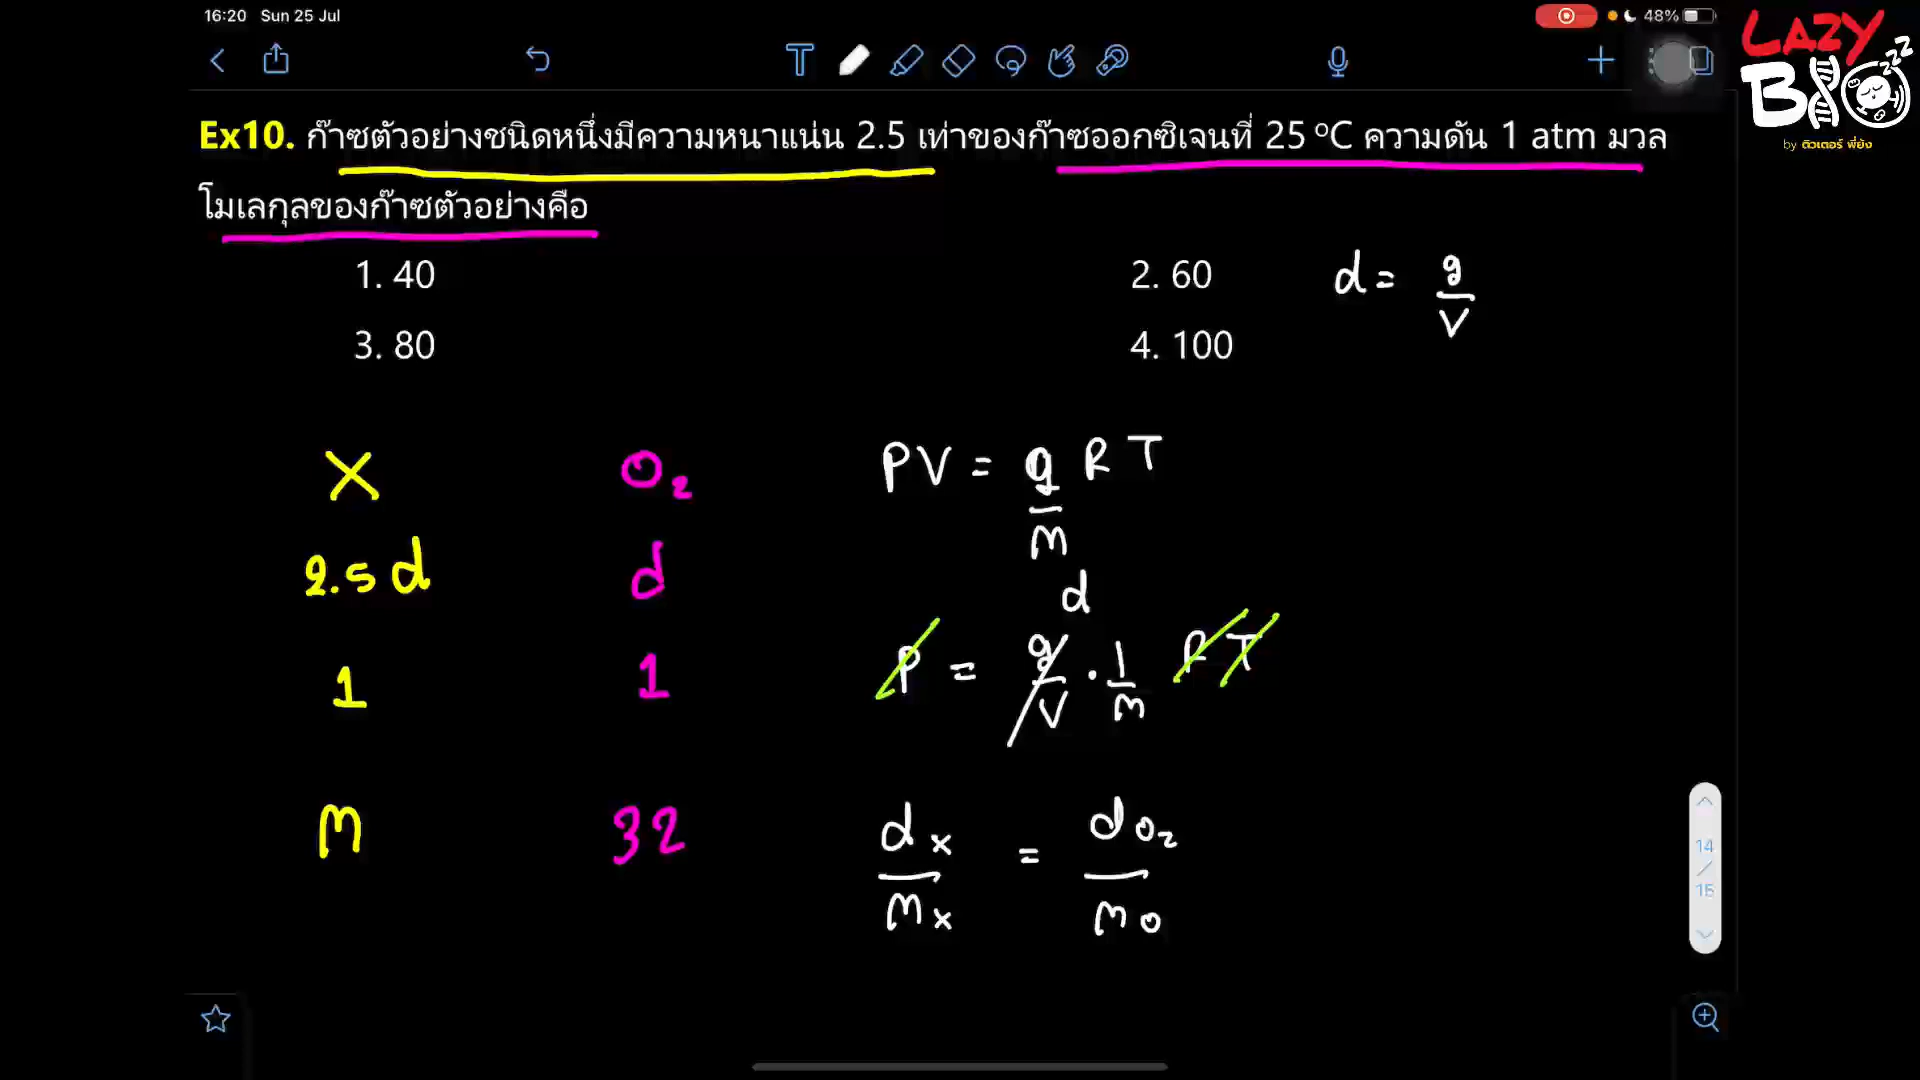 16:20 Sun 25 Jul
48%
LAZY
BIO zzz
by ติวเตอร์ พี่ยัง
Ex10. ก๊าซตัวอย่างชนิดหนึ่งมีความหนาแน่น 2.5 เท่าของก๊าซออกซิเจนที่ 25 °C ความดัน 1 atm มวล
โมเลกุลของก๊าซตัวอย่างคือ
1. 40 2. 60
3. 80 4. 100
d = g/V
X O₂ PV = g/M RT
2.5 d d
d
1 1 P = g/V · 1/M RT
M 32 dx/Mx = dO₂/MO
14
/
15